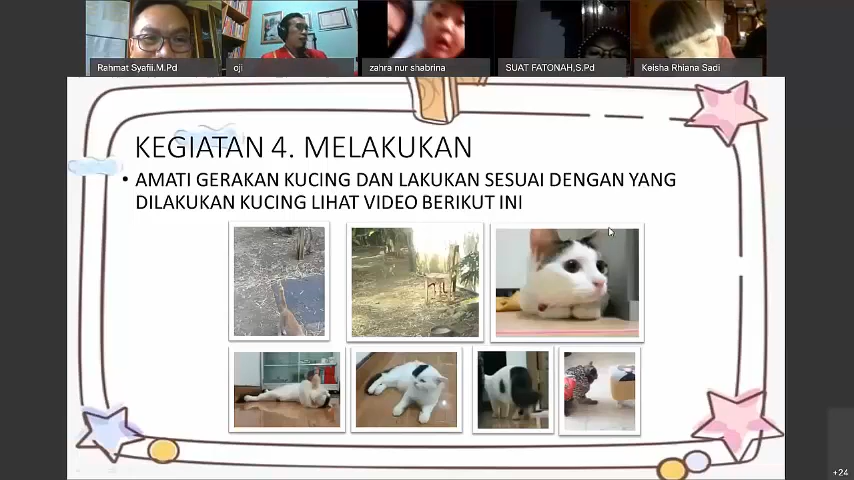 Rahmat Syafii.M.Pd
oji
zahra nur shabrina
SUAT FATONAH,S.Pd
Keisha Rhiana Sadi
KEGIATAN 4. MELAKUKAN
• AMATI GERAKAN KUCING DAN LAKUKAN SESUAI DENGAN YANG
DILAKUKAN KUCING LIHAT VIDEO BERIKUT INI
+24